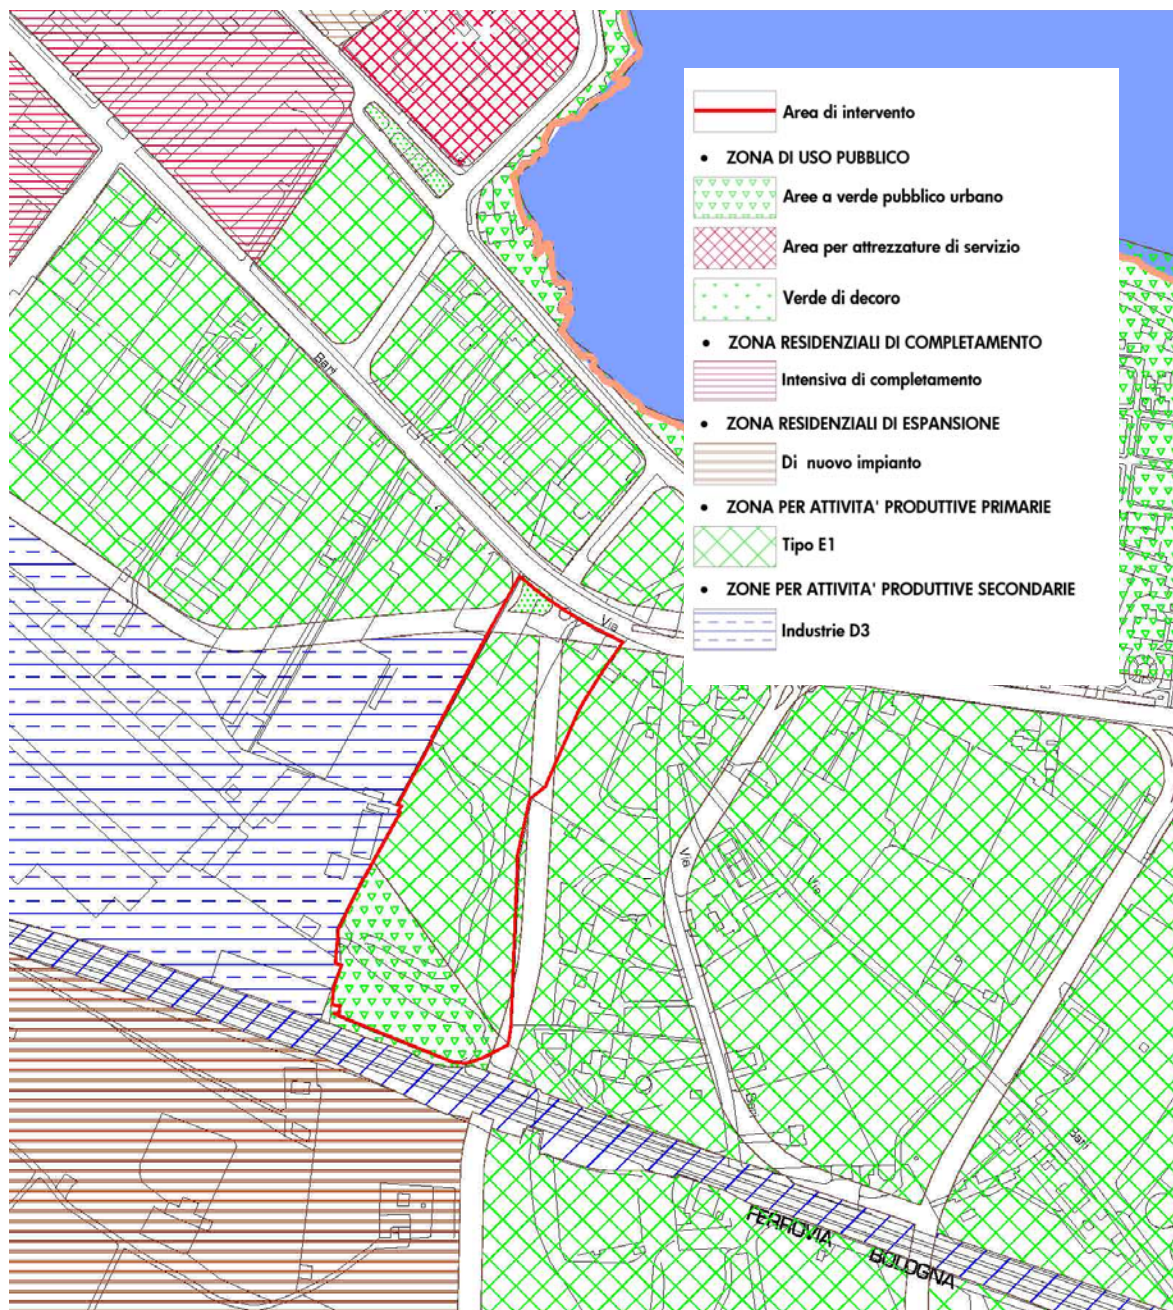 Area di intervento
• ZONA DI USO PUBBLICO
Aree a verde pubblico urbano
Area per attrezzature di servizio
Verde di decoro
• ZONA RESIDENZIALI DI COMPLETAMENTO
Intensiva di completamento
• ZONA RESIDENZIALI DI ESPANSIONE
Di nuovo impianto
• ZONA PER ATTIVITA' PRODUTTIVE PRIMARIE
Tipo E1
• ZONE PER ATTIVITA' PRODUTTIVE SECONDARIE
Industrie D3
Bari
Via
Via
Via
Bari
Bari
FERROVIA
BOLOGNA